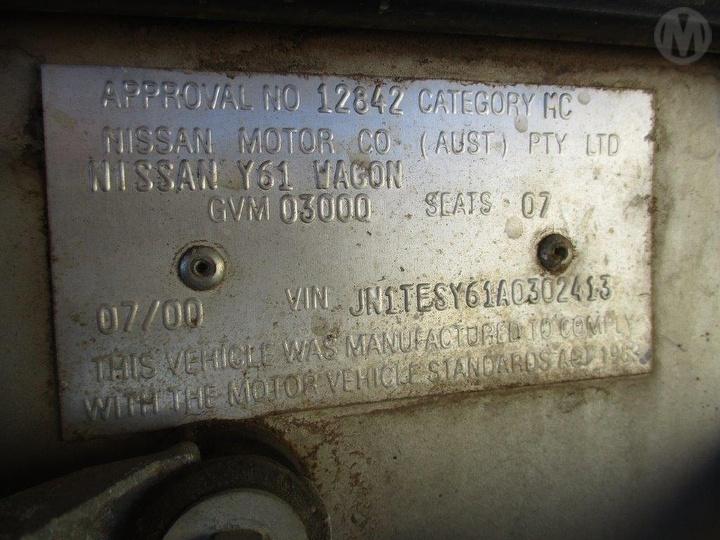 APPROVAL NO 12842 CATEGORY MC
NISSAN MOTOR CO (AUST) PTY LTD
NISSAN Y61 WAGON
GVM 03000 SEATS 07
07/00 VIN JN1TESY61A0302413
THIS VEHICLE WAS MANUFACTURED TO COMPLY
WITH THE MOTOR VEHICLE STANDARDS ACT
M